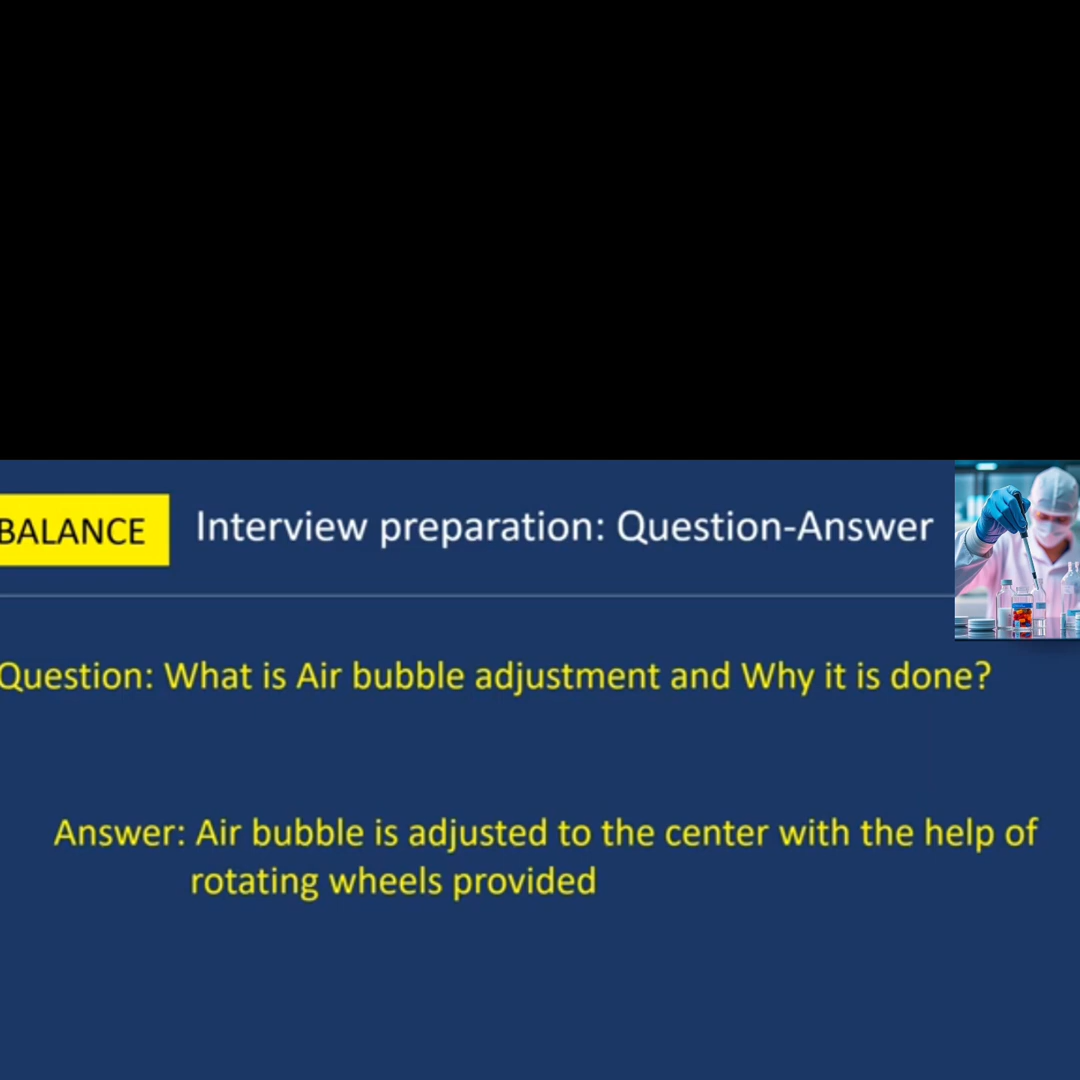 BALANCE
Interview preparation: Question-Answer
Question: What is Air bubble adjustment and Why it is done?
Answer: Air bubble is adjusted to the center with the help of
rotating wheels provided